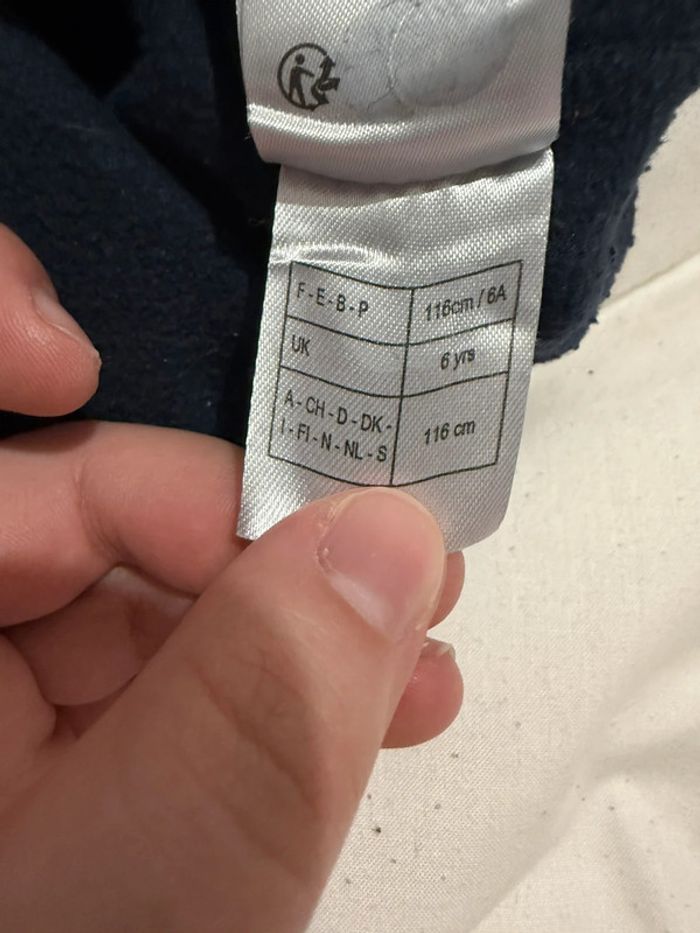 F-E-B-P 116cm / 6A
UK 6 yrs
A-CH-D-DK-
I-FI-N-NL-S 116 cm